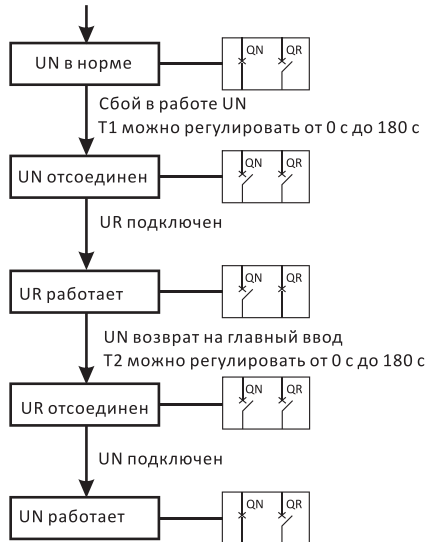 UN в норме
QN QR
Сбой в работе UN
T1 можно регулировать от 0 с до 180 с
UN отсоединен
QN QR
UR подключен
UR работает
QN QR
UN возврат на главный ввод
T2 можно регулировать от 0 с до 180 с
UR отсоединен
QN QR
UN подключен
UN работает
QN QR